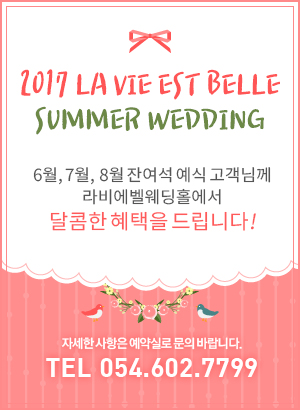 2017 LA VIE EST BELLE
SUMMER WEDDING
6월, 7월, 8월 잔여석 예식 고객님께
라비에벨웨딩홀에서
달콤한 혜택을 드립니다!
자세한 사항은 예약실로 문의 바랍니다.
TEL 054.602.7799